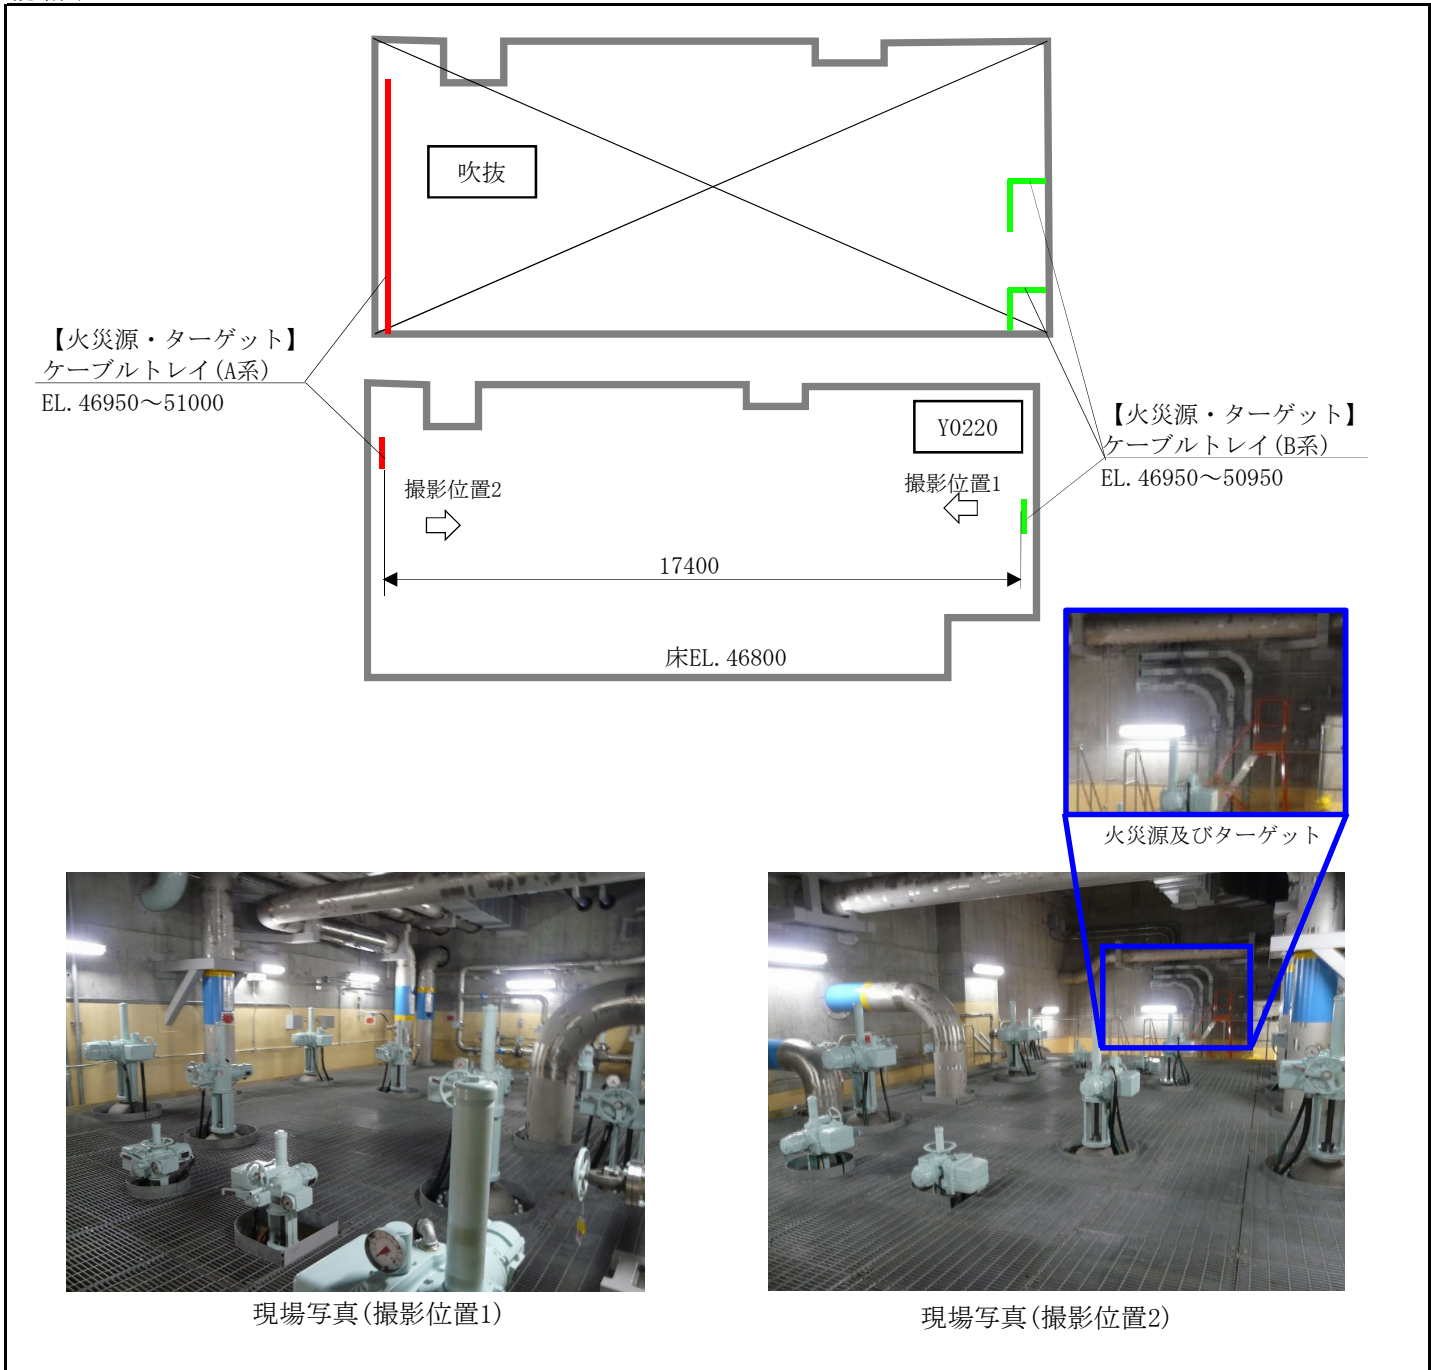 吹抜
【火災源・ターゲット】
ケーブルトレイ(A系)
EL.46950～51000
Y0220
【火災源・ターゲット】
ケーブルトレイ(B系)
EL.46950～50950
撮影位置2
撮影位置1
17400
床EL.46800
火災源及びターゲット
現場写真(撮影位置1)
現場写真(撮影位置2)